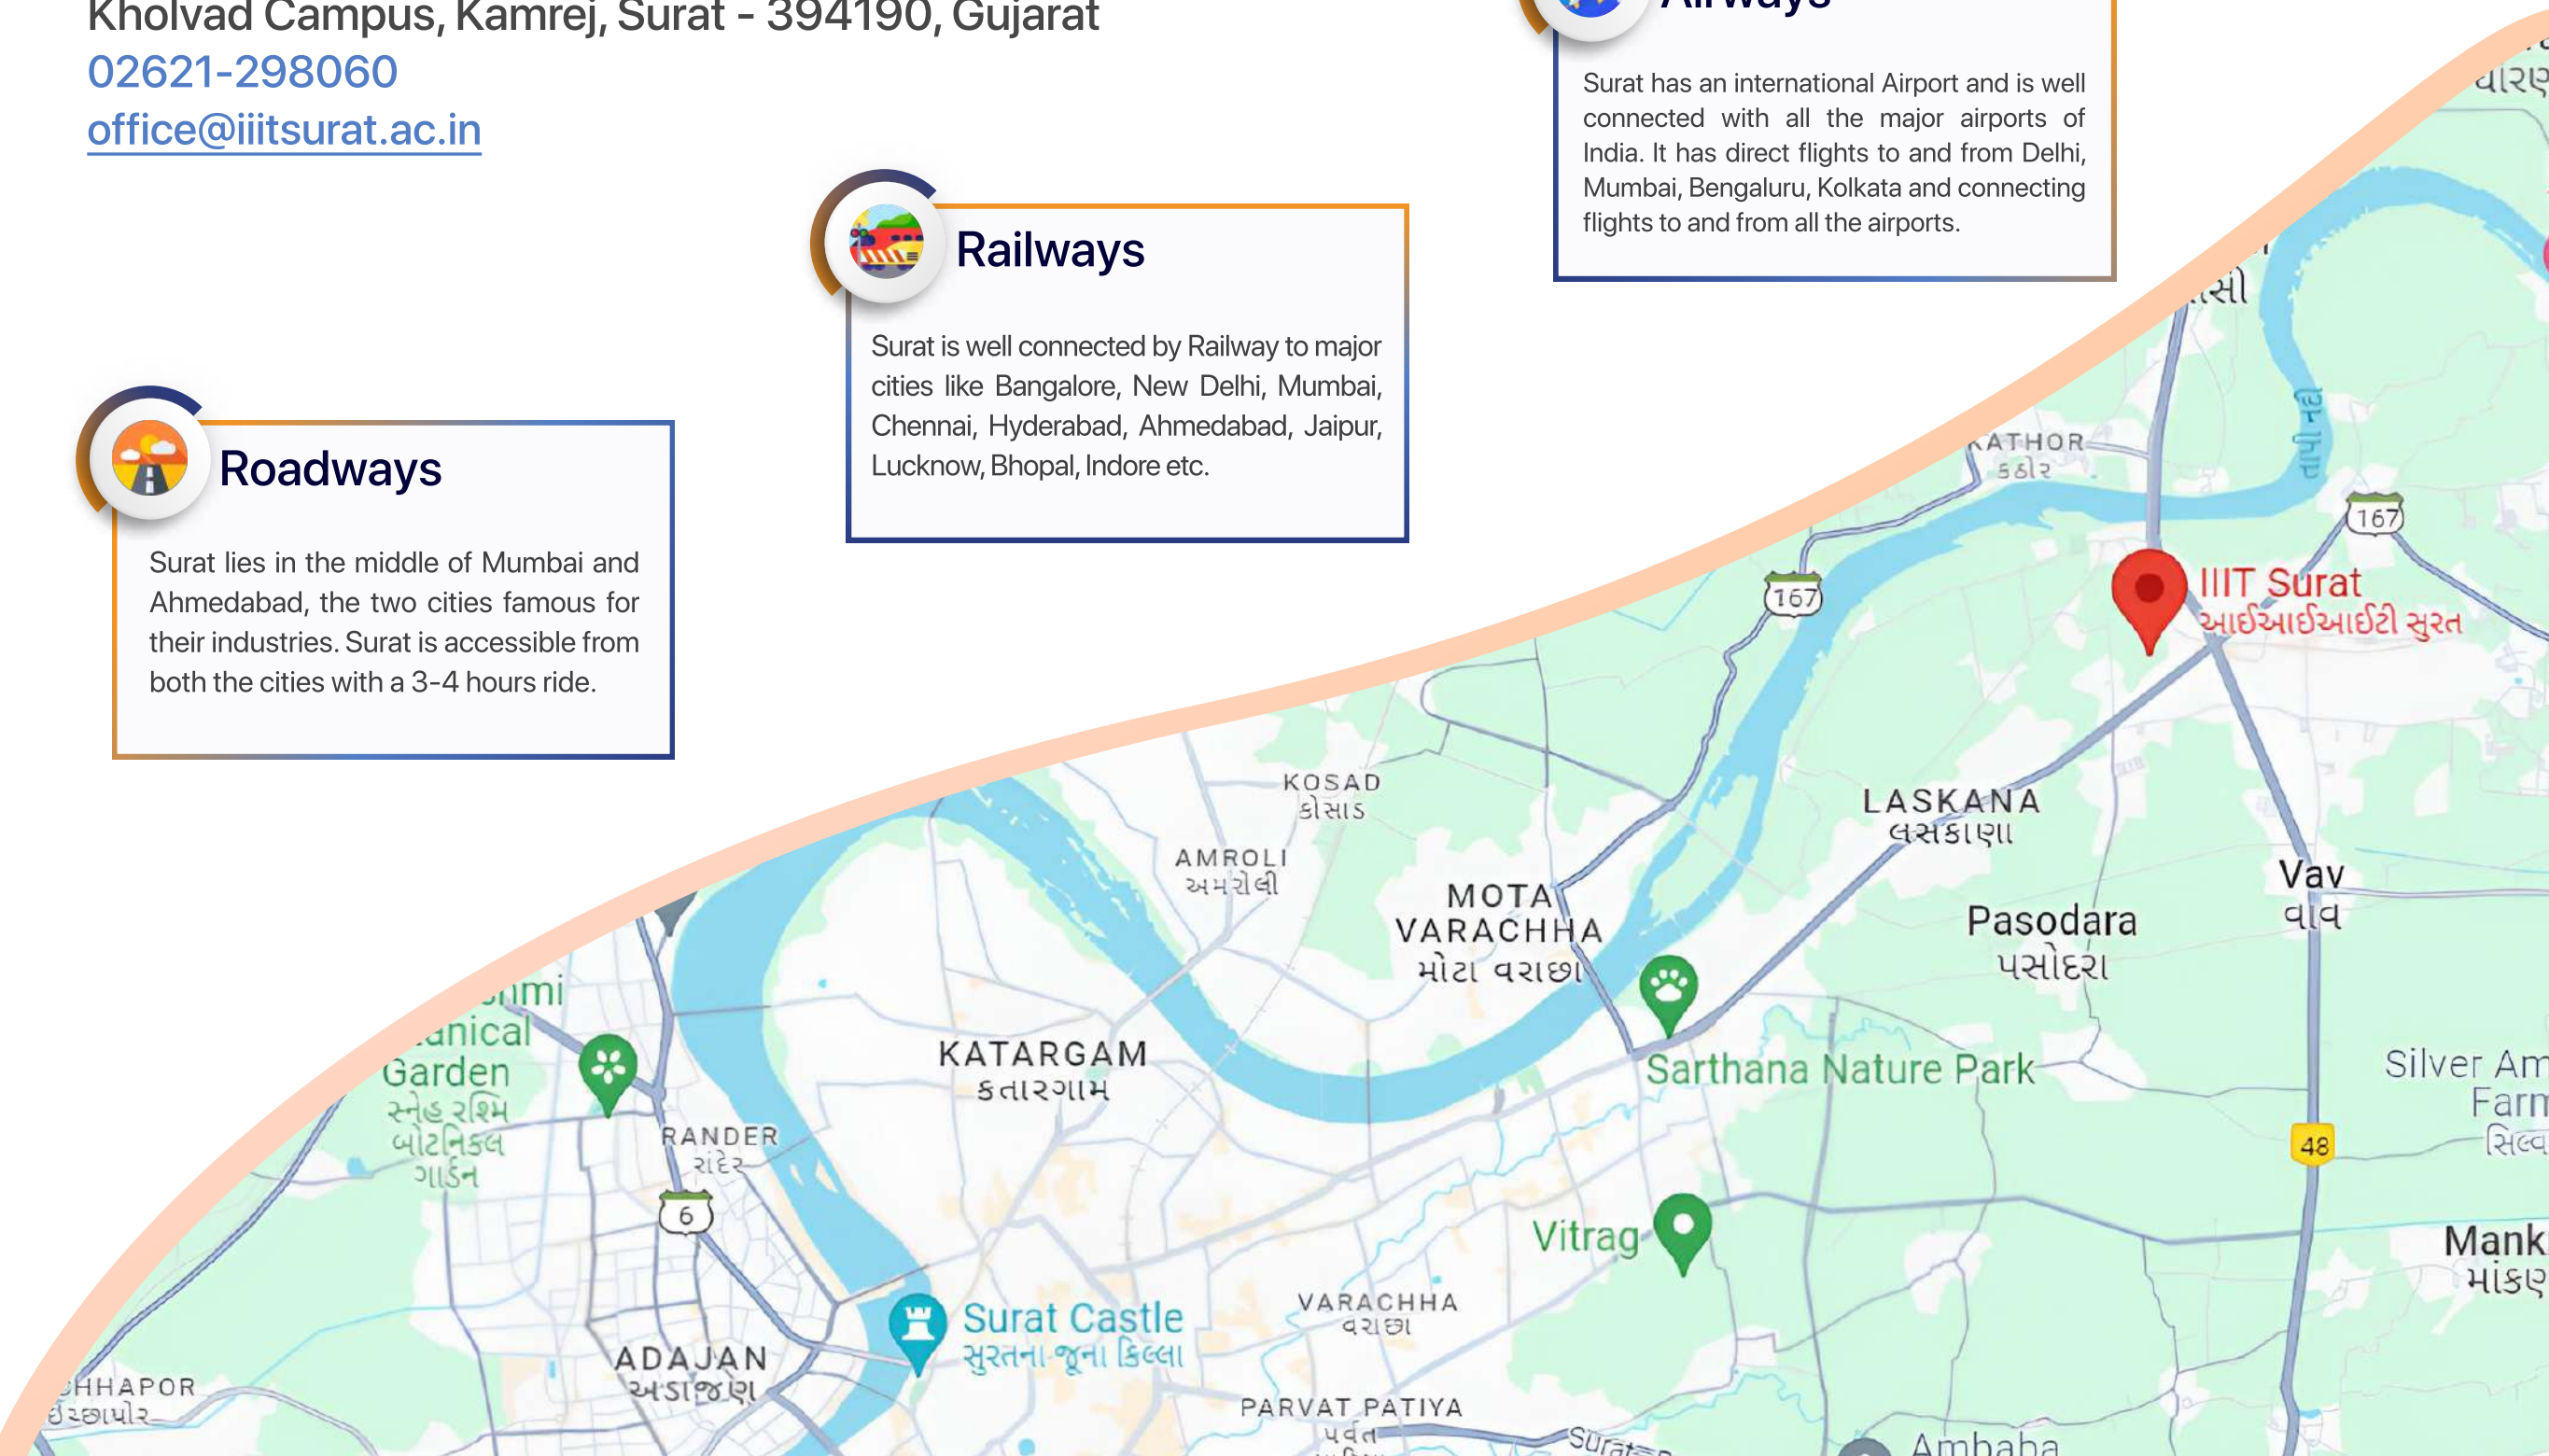 Kholvad Campus, Kamrej, Surat - 394190, Gujarat
02621-298060
office@iiitsurat.ac.in
Airways
Surat has an international Airport and is well
connected with all the major airports of
India. It has direct flights to and from Delhi,
Mumbai, Bengaluru, Kolkata and connecting
flights to and from all the airports.
Railways
Surat is well connected by Railway to major
cities like Bangalore, New Delhi, Mumbai,
Chennai, Hyderabad, Ahmedabad, Jaipur,
Lucknow, Bhopal, Indore etc.
Roadways
Surat lies in the middle of Mumbai and
Ahmedabad, the two cities famous for
their industries. Surat is accessible from
both the cities with a 3-4 hours ride.
તાપી નદી
KATHOR
કઠોર
167
167
IIIT Surat
આઈઆઈઆઈટી સુરત
KOSAD
કોસાડ
LASKANA
લસકાણા
AMROLI
અમરોલી
MOTA
VARACHHA
મોટા વરાછા
Vav
વાવ
Pasodara
પસોદરા
Garden
સ્નેહ રશ્મિ
બોટનિકલ
ગાર્ડન
KATARGAM
કતારગામ
Sarthana Nature Park
Silver
RANDER
રાંદેર
48
6
Vitrag
Surat Castle
સુરતના જૂના કિલ્લા
VARACHHA
વરાછા
ADAJAN
અડાજણ
PARVAT PATIYA
પર્વત
Surat
Ambaba